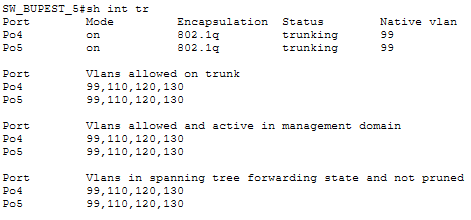 SW_BUPEST_5#sh int tr
Port Mode Encapsulation Status Native vlan
Po4 on 802.1q trunking 99
Po5 on 802.1q trunking 99
Port Vlans allowed on trunk
Po4 99,110,120,130
Po5 99,110,120,130
Port Vlans allowed and active in management domain
Po4 99,110,120,130
Po5 99,110,120,130
Port Vlans in spanning tree forwarding state and not pruned
Po4 99,110,120,130
Po5 99,110,120,130